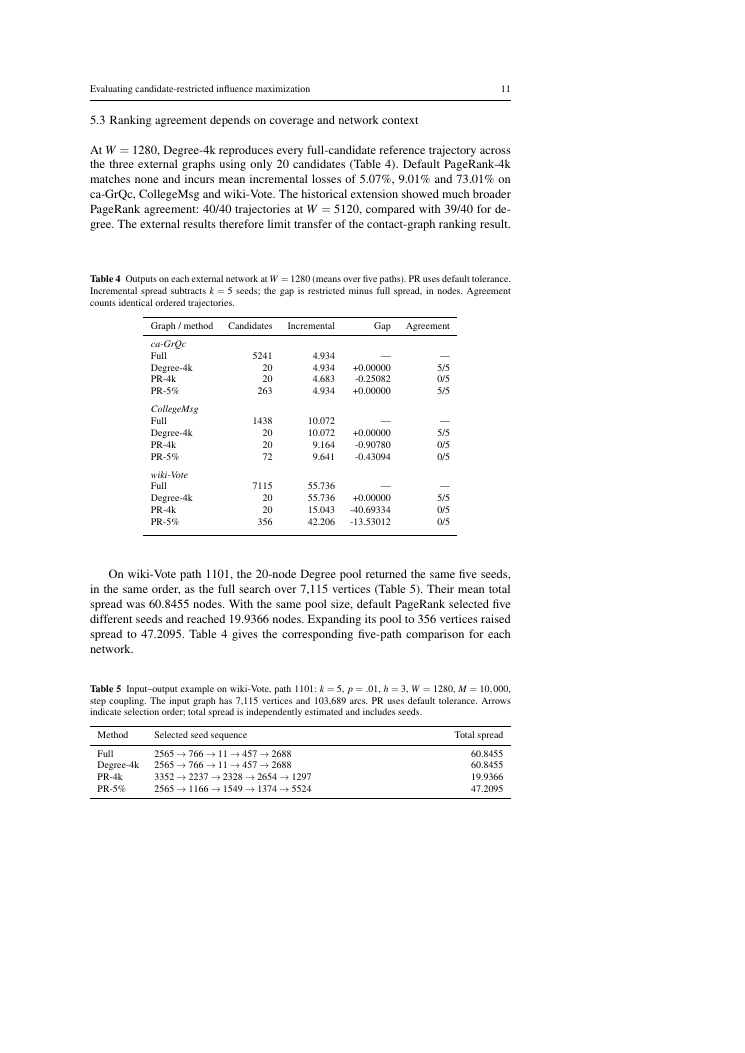 Evaluating candidate-restricted influence maximization 11
5.3 Ranking agreement depends on coverage and network context
At W = 1280, Degree-4k reproduces every full-candidate reference trajectory across
the three external graphs using only 20 candidates (Table 4). Default PageRank-4k
matches none and incurs mean incremental losses of 5.07%, 9.01% and 73.01% on
ca-GrQc, CollegeMsg and wiki-Vote. The historical extension showed much broader
PageRank agreement: 40/40 trajectories at W = 5120, compared with 39/40 for de-
gree. The external results therefore limit transfer of the contact-graph ranking result.
Table 4 Outputs on each external network at W = 1280 (means over five paths). PR uses default tolerance.
Incremental spread subtracts k = 5 seeds; the gap is restricted minus full spread, in nodes. Agreement
counts identical ordered trajectories.
Graph / method Candidates Incremental Gap Agreement
ca-GrQc
Full 5241 4.934 — —
Degree-4k 20 4.934 +0.00000 5/5
PR-4k 20 4.683 -0.25082 0/5
PR-5% 263 4.934 +0.00000 5/5
CollegeMsg
Full 1438 10.072 — —
Degree-4k 20 10.072 +0.00000 5/5
PR-4k 20 9.164 -0.90780 0/5
PR-5% 72 9.641 -0.43094 0/5
wiki-Vote
Full 7115 55.736 — —
Degree-4k 20 55.736 +0.00000 5/5
PR-4k 20 15.043 -40.69334 0/5
PR-5% 356 42.206 -13.53012 0/5
On wiki-Vote path 1101, the 20-node Degree pool returned the same five seeds,
in the same order, as the full search over 7,115 vertices (Table 5). Their mean total
spread was 60.8455 nodes. With the same pool size, default PageRank selected five
different seeds and reached 19.9366 nodes. Expanding its pool to 356 vertices raised
spread to 47.2095. Table 4 gives the corresponding five-path comparison for each
network.
Table 5 Input–output example on wiki-Vote, path 1101: k = 5, p = .01, h = 3, W = 1280, M = 10,000,
step coupling. The input graph has 7,115 vertices and 103,689 arcs. PR uses default tolerance. Arrows
indicate selection order; total spread is independently estimated and includes seeds.
Method Selected seed sequence Total spread
Full 2565 → 766 → 11 → 457 → 2688 60.8455
Degree-4k 2565 → 766 → 11 → 457 → 2688 60.8455
PR-4k 3352 → 2237 → 2328 → 2654 → 1297 19.9366
PR-5% 2565 → 1166 → 1549 → 1374 → 5524 47.2095